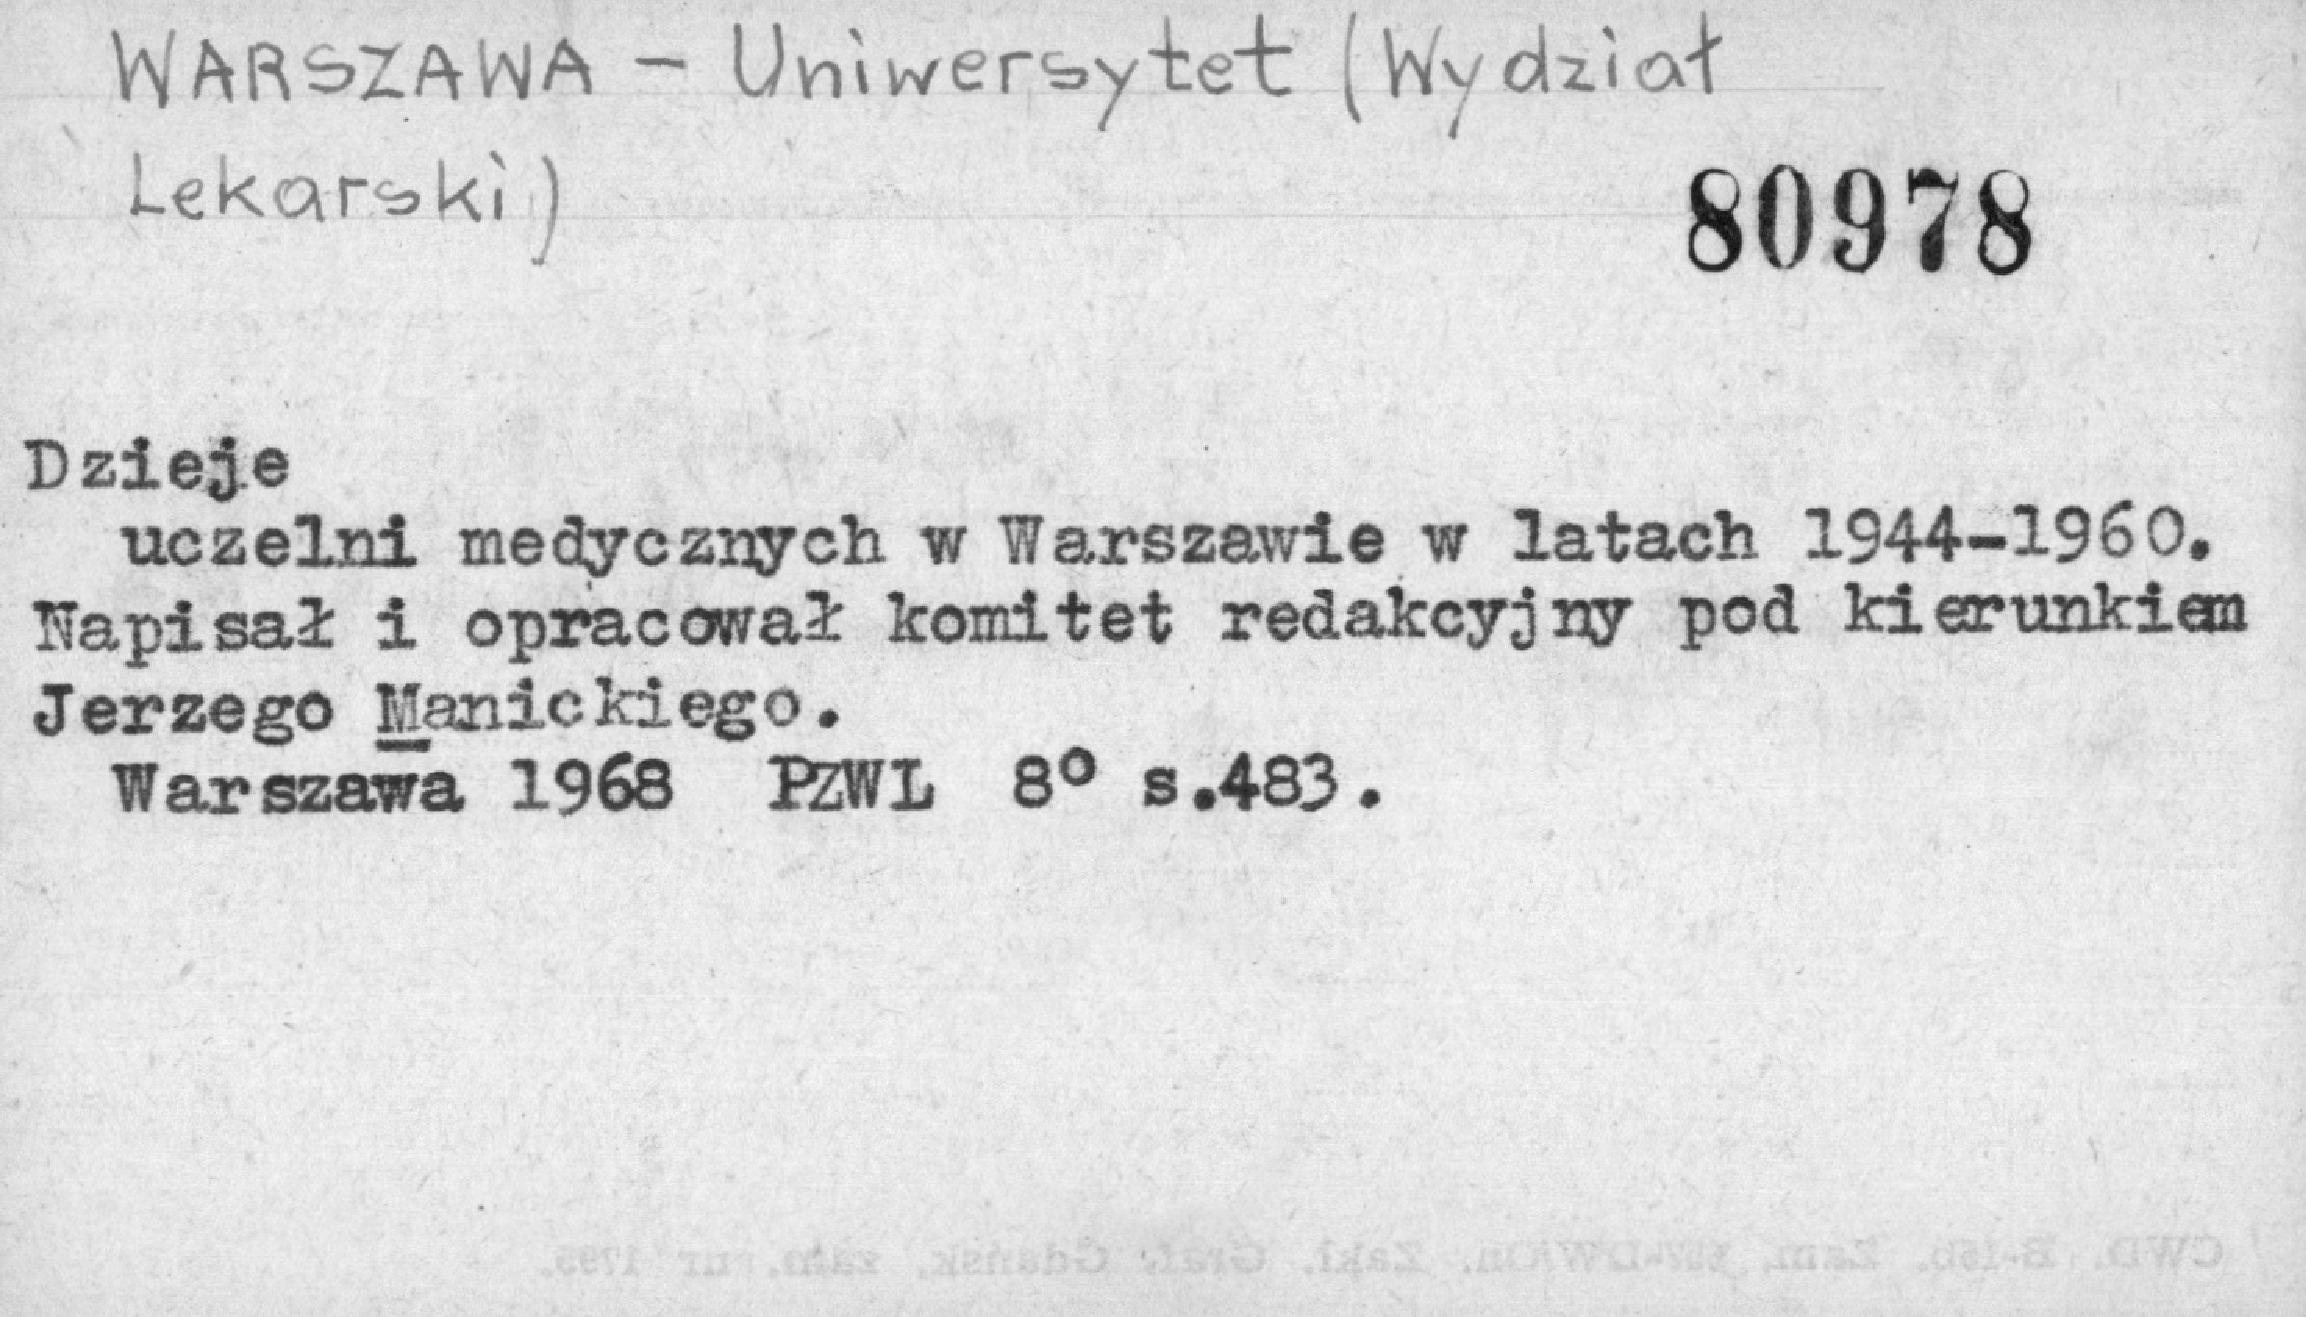 WARSZAWA - Uniwersytet (Wydział
Lekarski)
80978
Dzieje
uczelni medycznych w Warszawie w latach 1944-1960.
Napisał i opracował komitet redakcyjny pod kierunkiem
Jerzego Manickiego.
Warszawa 1968 PZWL 8° s.483.